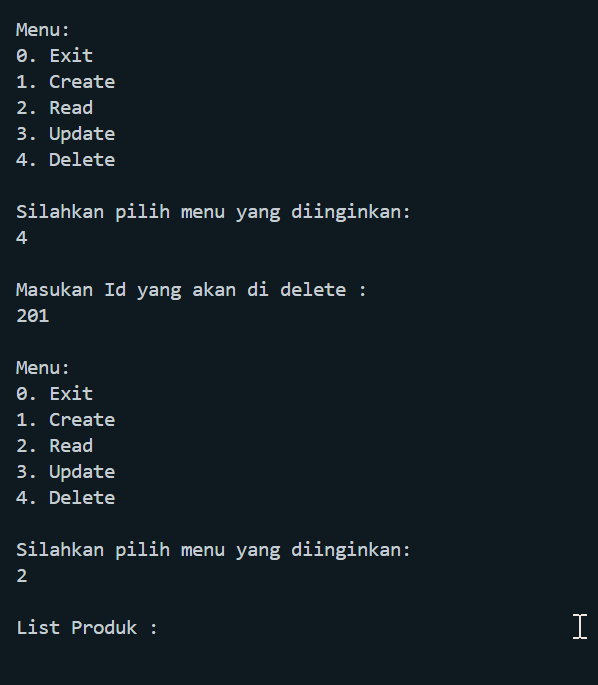 Menu:
0. Exit
1. Create
2. Read
3. Update
4. Delete
Silahkan pilih menu yang diinginkan:
4
Masukan Id yang akan di delete :
201
Menu:
0. Exit
1. Create
2. Read
3. Update
4. Delete
Silahkan pilih menu yang diinginkan:
2
List Produk :